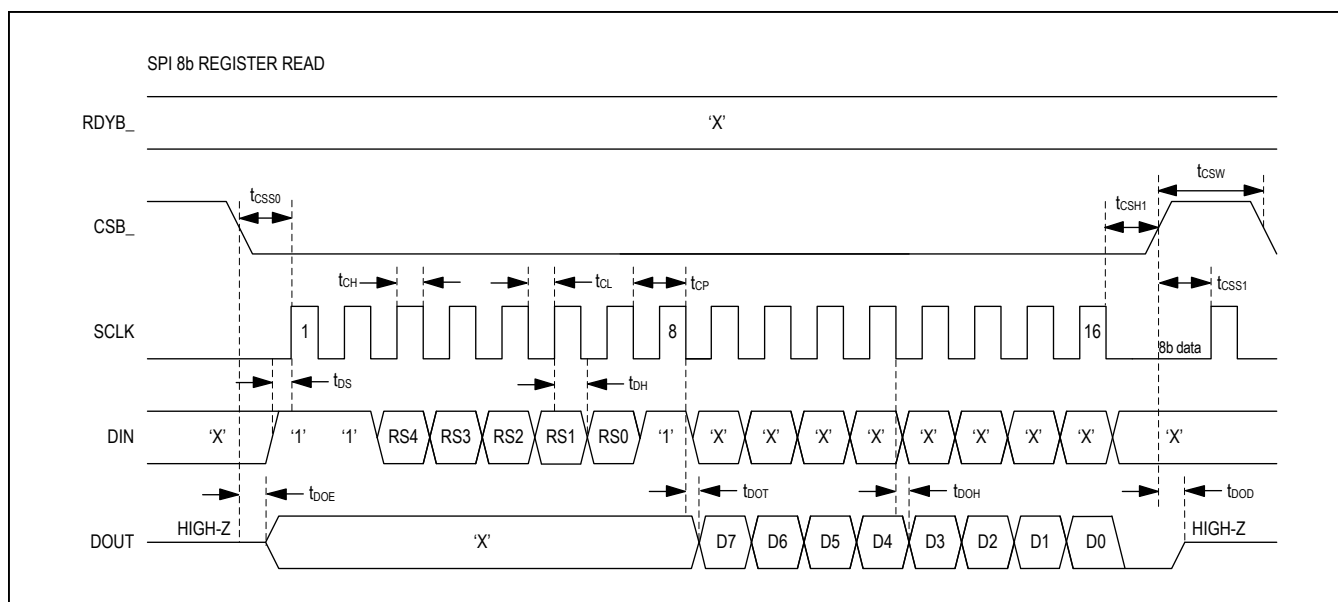 SPI 8b REGISTER READ
RDYB_
'X'
tCSW
tCSS0
tCSH1
CSB_
tCH
tCL
tCP
tCSS1
SCLK
1
8
16
8b data
tDS
tDH
DIN
'X' '1' '1' RS4 RS3 RS2 RS1 RS0 '1' 'X' 'X' 'X' 'X' 'X' 'X' 'X' 'X' 'X'
tDOE
tDOT
tDOH
tDOD
HIGH-Z
HIGH-Z
DOUT
'X' D7 D6 D5 D4 D3 D2 D1 D0